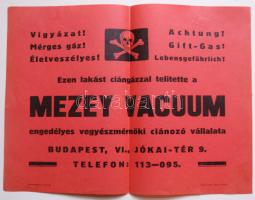 Vigyázat!
Mérges gáz!
Életveszélyes!
Achtung!
Gift-Gas!
Lebensgefährlich!
Ezen lakást ciángázzal telitette a
MEZEY VACUUM
engedélyes vegyészmérnöki ciánozó vállalata
BUDAPEST, VI., JÓKAI-TÉR 9.
TELEFON: 113—095.